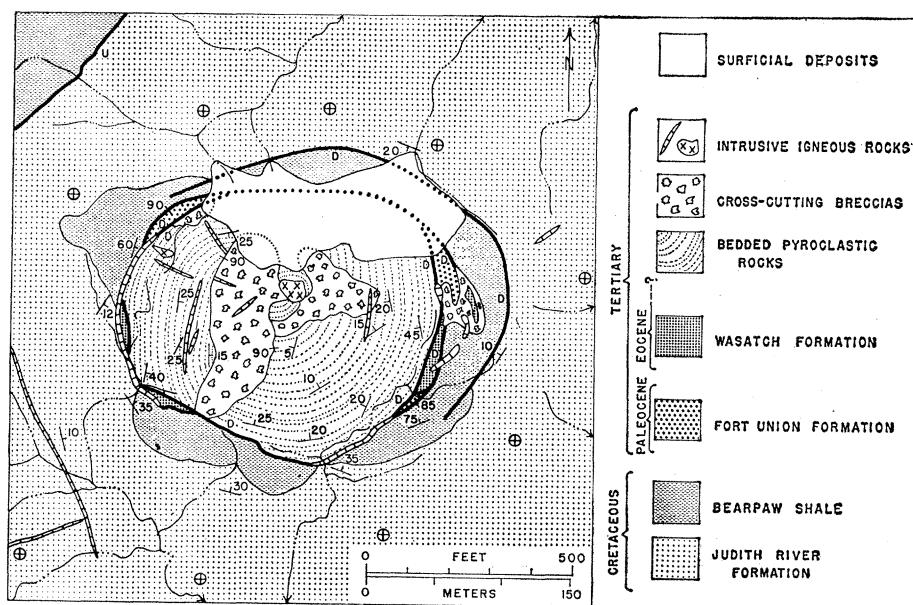 U
N
D
20
90
D
60
25
90
D
D
12
25
20
15
D
45
10
25
15
90
5
40
10
D
35
20
D
85
75
D
25
20
35
10
30
0
FEET
500
0
METERS
150
SURFICIAL DEPOSITS
INTRUSIVE IGNEOUS ROCKS
CROSS-CUTTING BRECCIAS
BEDDED PYROCLASTIC
ROCKS
TERTIARY
EOCENE
?
WASATCH FORMATION
PALEOCENE
FORT UNION FORMATION
CRETACEOUS
BEARPAW SHALE
JUDITH RIVER
FORMATION